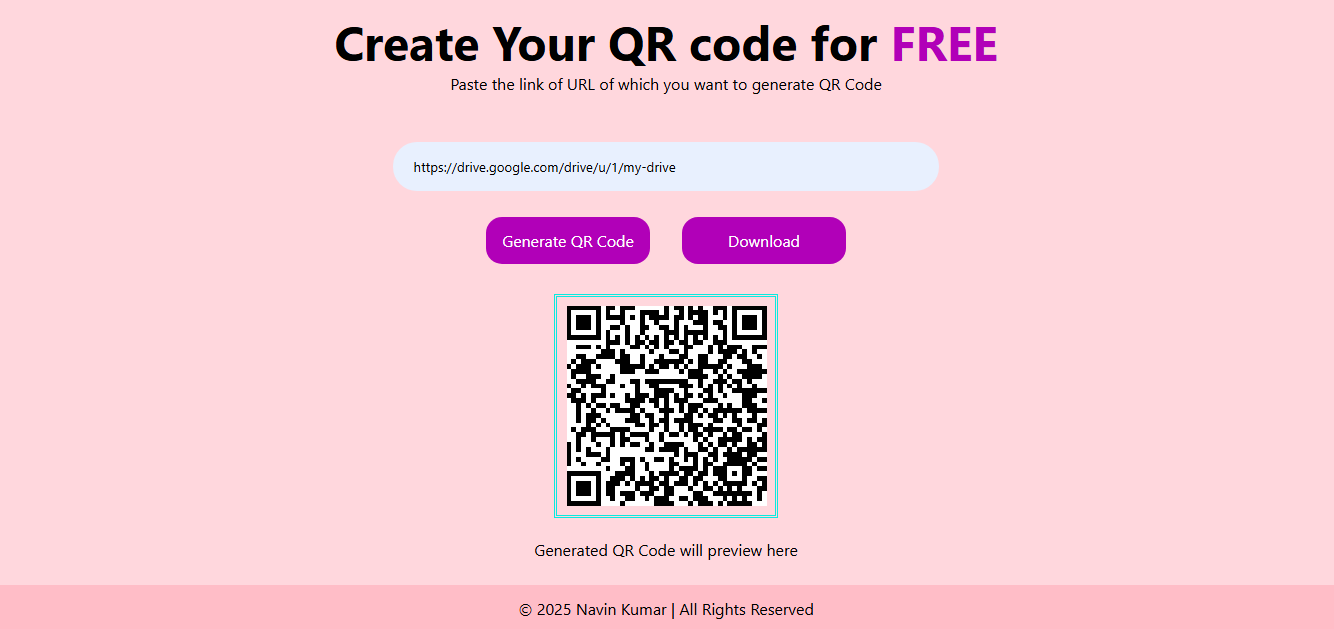 Create Your QR code for FREE
Paste the link of URL of which you want to generate QR Code
https://drive.google.com/drive/u/1/my-drive
Generate QR Code
Download
Generated QR Code will preview here
© 2025 Navin Kumar | All Rights Reserved